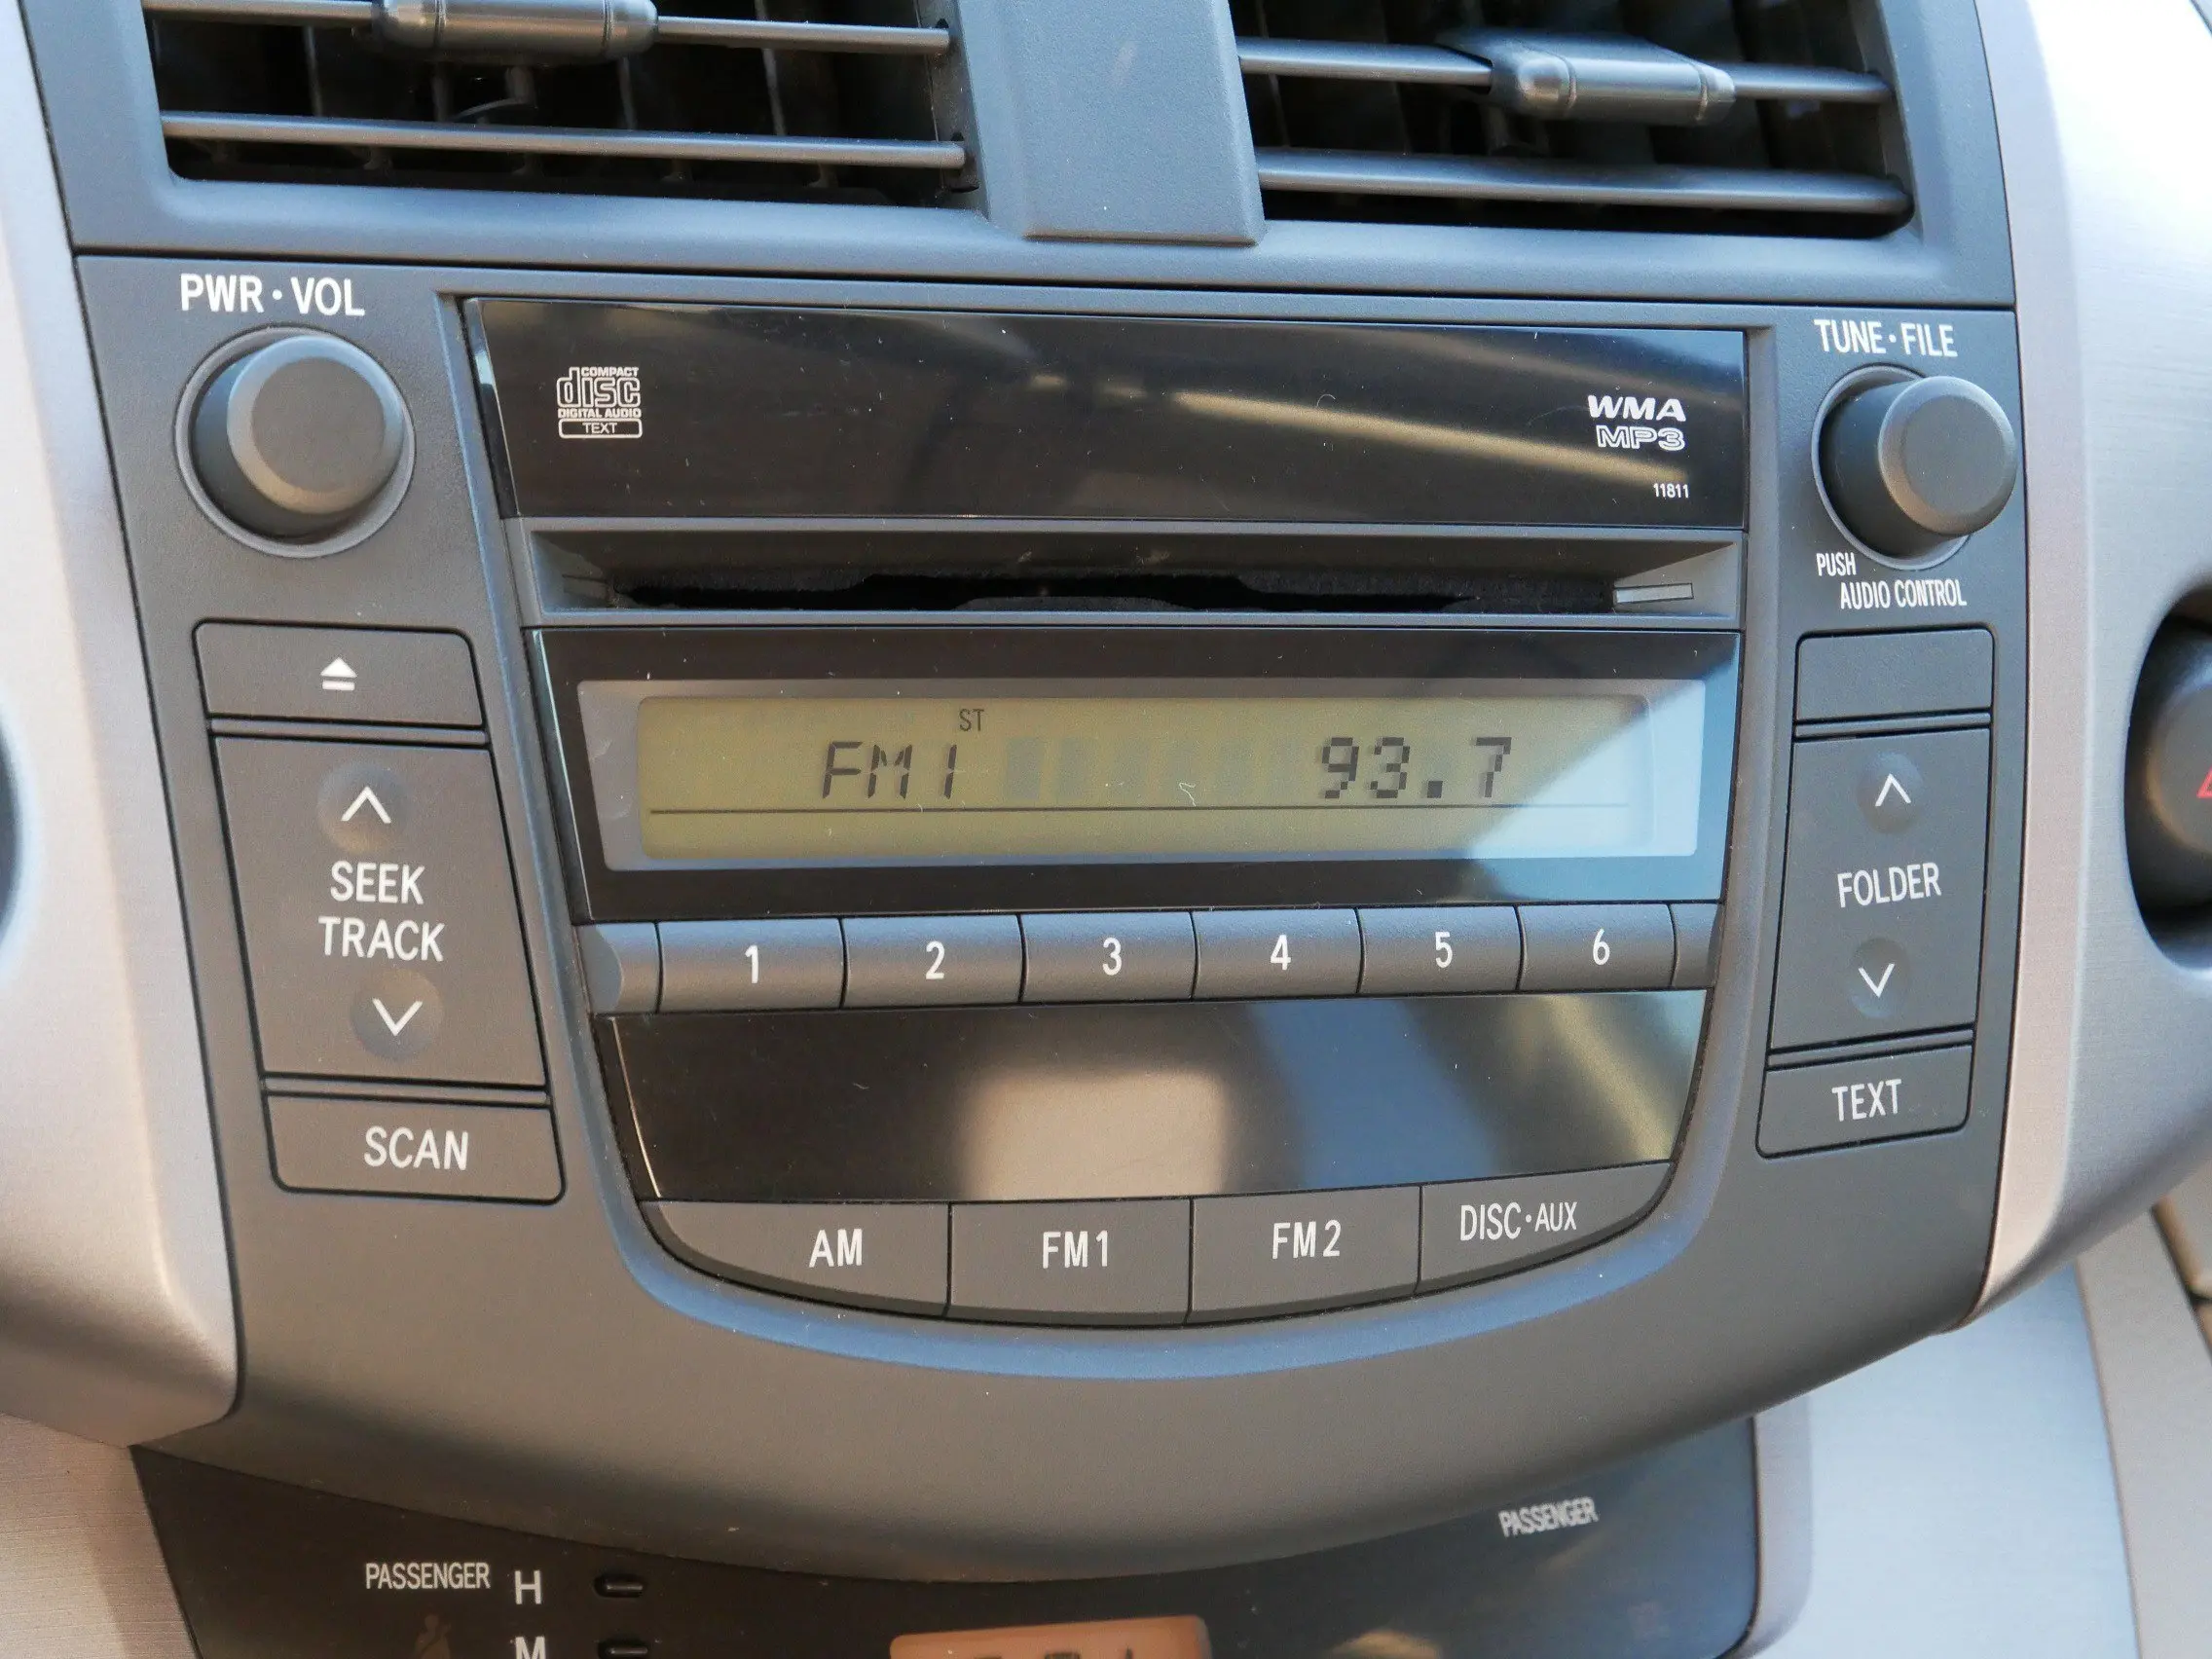 PWR·VOL
TUNE·FILE
COMPACT
disc
DIGITAL AUDIO
TEXT
WMA
MP3
11811
PUSH
AUDIO CONTROL
ST
FM1 93.7
SEEK
TRACK
FOLDER
1 2 3 4 5 6
SCAN
TEXT
AM FM1 FM2 DISC·AUX
PASSENGER
PASSENGER H
M